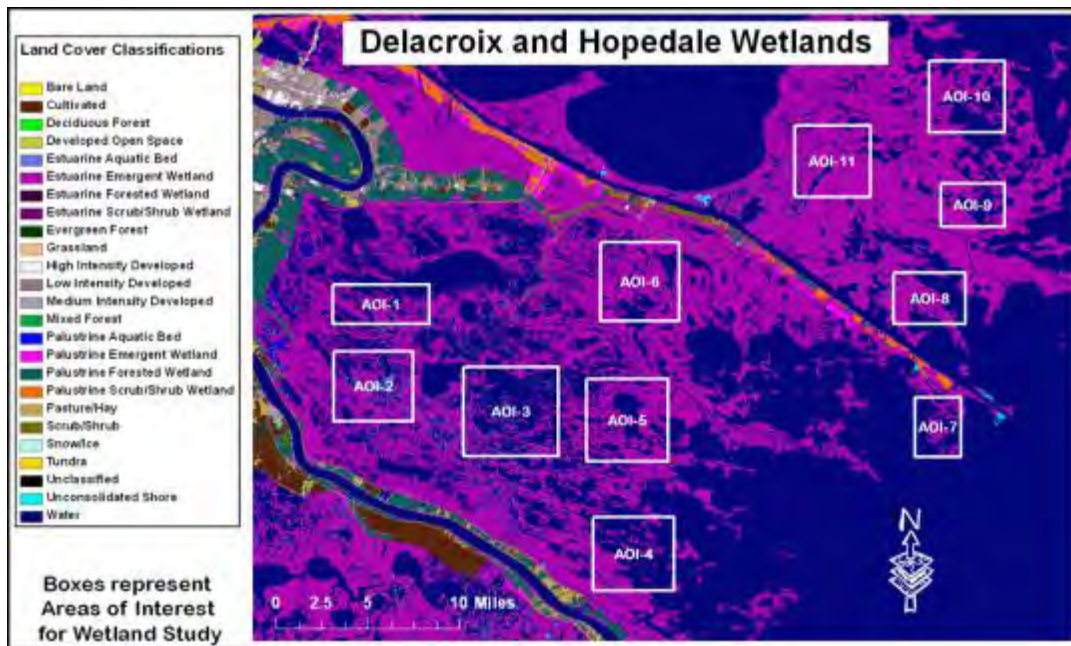 Delacroix and Hopedale Wetlands
Land Cover Classifications
Bare Land
Cultivated
Deciduous Forest
Developed Open Space
Estuarine Aquatic Bed
Estuarine Emergent Wetland
Estuarine Forested Wetland
Estuarine Scrub/Shrub Wetland
Evergreen Forest
Grassland
High Intensity Developed
Low Intensity Developed
Medium Intensity Developed
Mixed Forest
Palustrine Aquatic Bed
Palustrine Emergent Wetland
Palustrine Forested Wetland
Palustrine Scrub/Shrub Wetland
Pasture/Hay
Scrub/Shrub
Snow/Ice
Tundra
Unclassified
Unconsolidated Shore
Water
Boxes represent
Areas of Interest
for Wetland Study
AOI-10
AOI-11
AOI-9
AOI-6
AOI-8
AOI-1
AOI-2
AOI-3
AOI-5
AOI-7
AOI-4
N
0 2.5 5 10 Miles